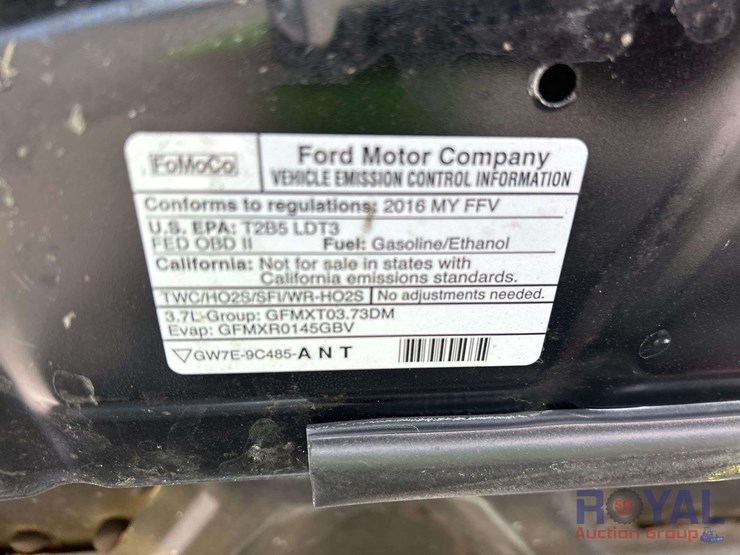 FoMoCo
Ford Motor Company
VEHICLE EMISSION CONTROL INFORMATION
Conforms to regulations: 2016 MY FFV
U.S. EPA: T2B5 LDT3
FED OBD II Fuel: Gasoline/Ethanol
California: Not for sale in states with
California emissions standards.
TWC/HO2S/SFI/WR-HO2S No adjustments needed.
3.7L-Group: GFMXT03.73DM
Evap: GFMXR0145GBV
GW7E-9C485-A N T
ROYAL
Auction Group